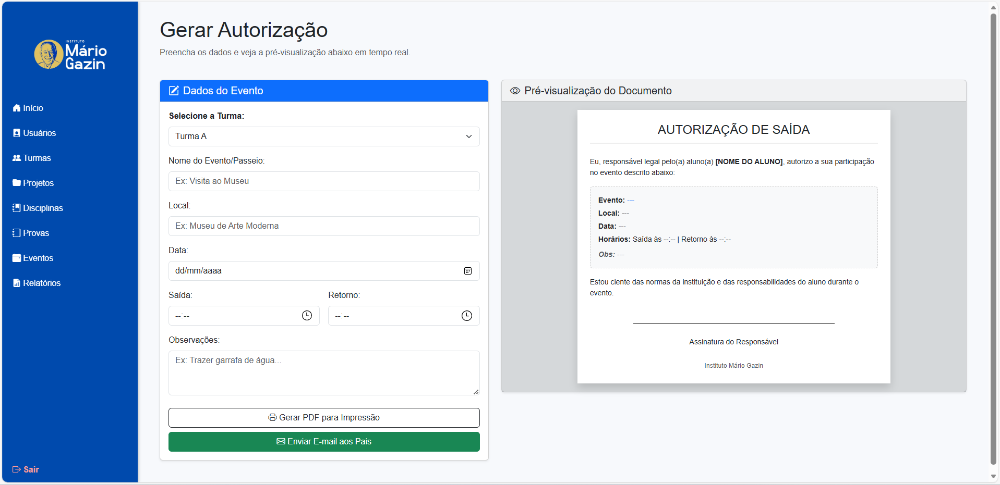 INSTITUTO
Mário
Gazin
Início
Usuários
Turmas
Projetos
Disciplinas
Provas
Eventos
Relatórios
Sair
Gerar Autorização
Preencha os dados e veja a pré-visualização abaixo em tempo real.
Dados do Evento
Selecione a Turma:
Turma A
Nome do Evento/Passeio:
Ex: Visita ao Museu
Local:
Ex: Museu de Arte Moderna
Data:
dd/mm/aaaa
Saída: Retorno:
--:-- --:--
Observações:
Ex: Trazer garrafa de água...
Gerar PDF para Impressão
Enviar E-mail aos Pais
Pré-visualização do Documento
AUTORIZAÇÃO DE SAÍDA
Eu, responsável legal pelo(a) aluno(a) [NOME DO ALUNO], autorizo a sua participação
no evento descrito abaixo:
Evento: ---
Local: ---
Data: ---
Horários: Saída às --:-- | Retorno às --:--
Obs: ---
Estou ciente das normas da instituição e das responsabilidades do aluno durante o
evento.
Assinatura do Responsável
Instituto Mário Gazin